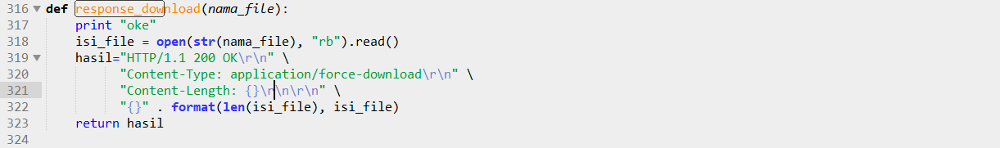 316 def response_download(nama_file):
317 print "oke"
318 isi_file = open(str(nama_file), "rb").read()
319 hasil="HTTP/1.1 200 OK\r\n" \
320 "Content-Type: application/force-download\r\n" \
321 "Content-Length: {}\r\n\r\n" \
322 "{}" . format(len(isi_file), isi_file)
323 return hasil
324